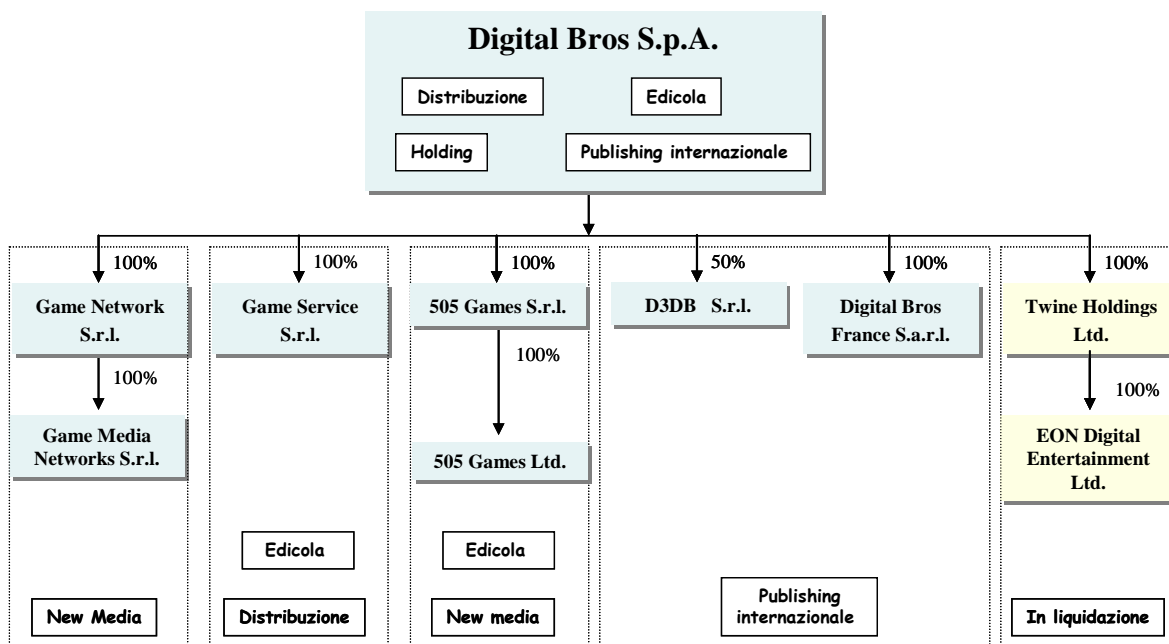 Digital Bros S.p.A.
Distribuzione
Edicola
Holding
Publishing internazionale
100%
100%
100%
50%
100%
100%
Game Network
S.r.l.
Game Service
S.r.l.
505 Games S.r.l.
D3DB S.r.l.
Digital Bros
France S.a.r.l.
Twine Holdings
Ltd.
100%
100%
100%
Game Media
Networks S.r.l.
505 Games Ltd.
EON Digital
Entertainment
Ltd.
Edicola
Edicola
New Media
Distribuzione
New media
Publishing
internazionale
In liquidazione